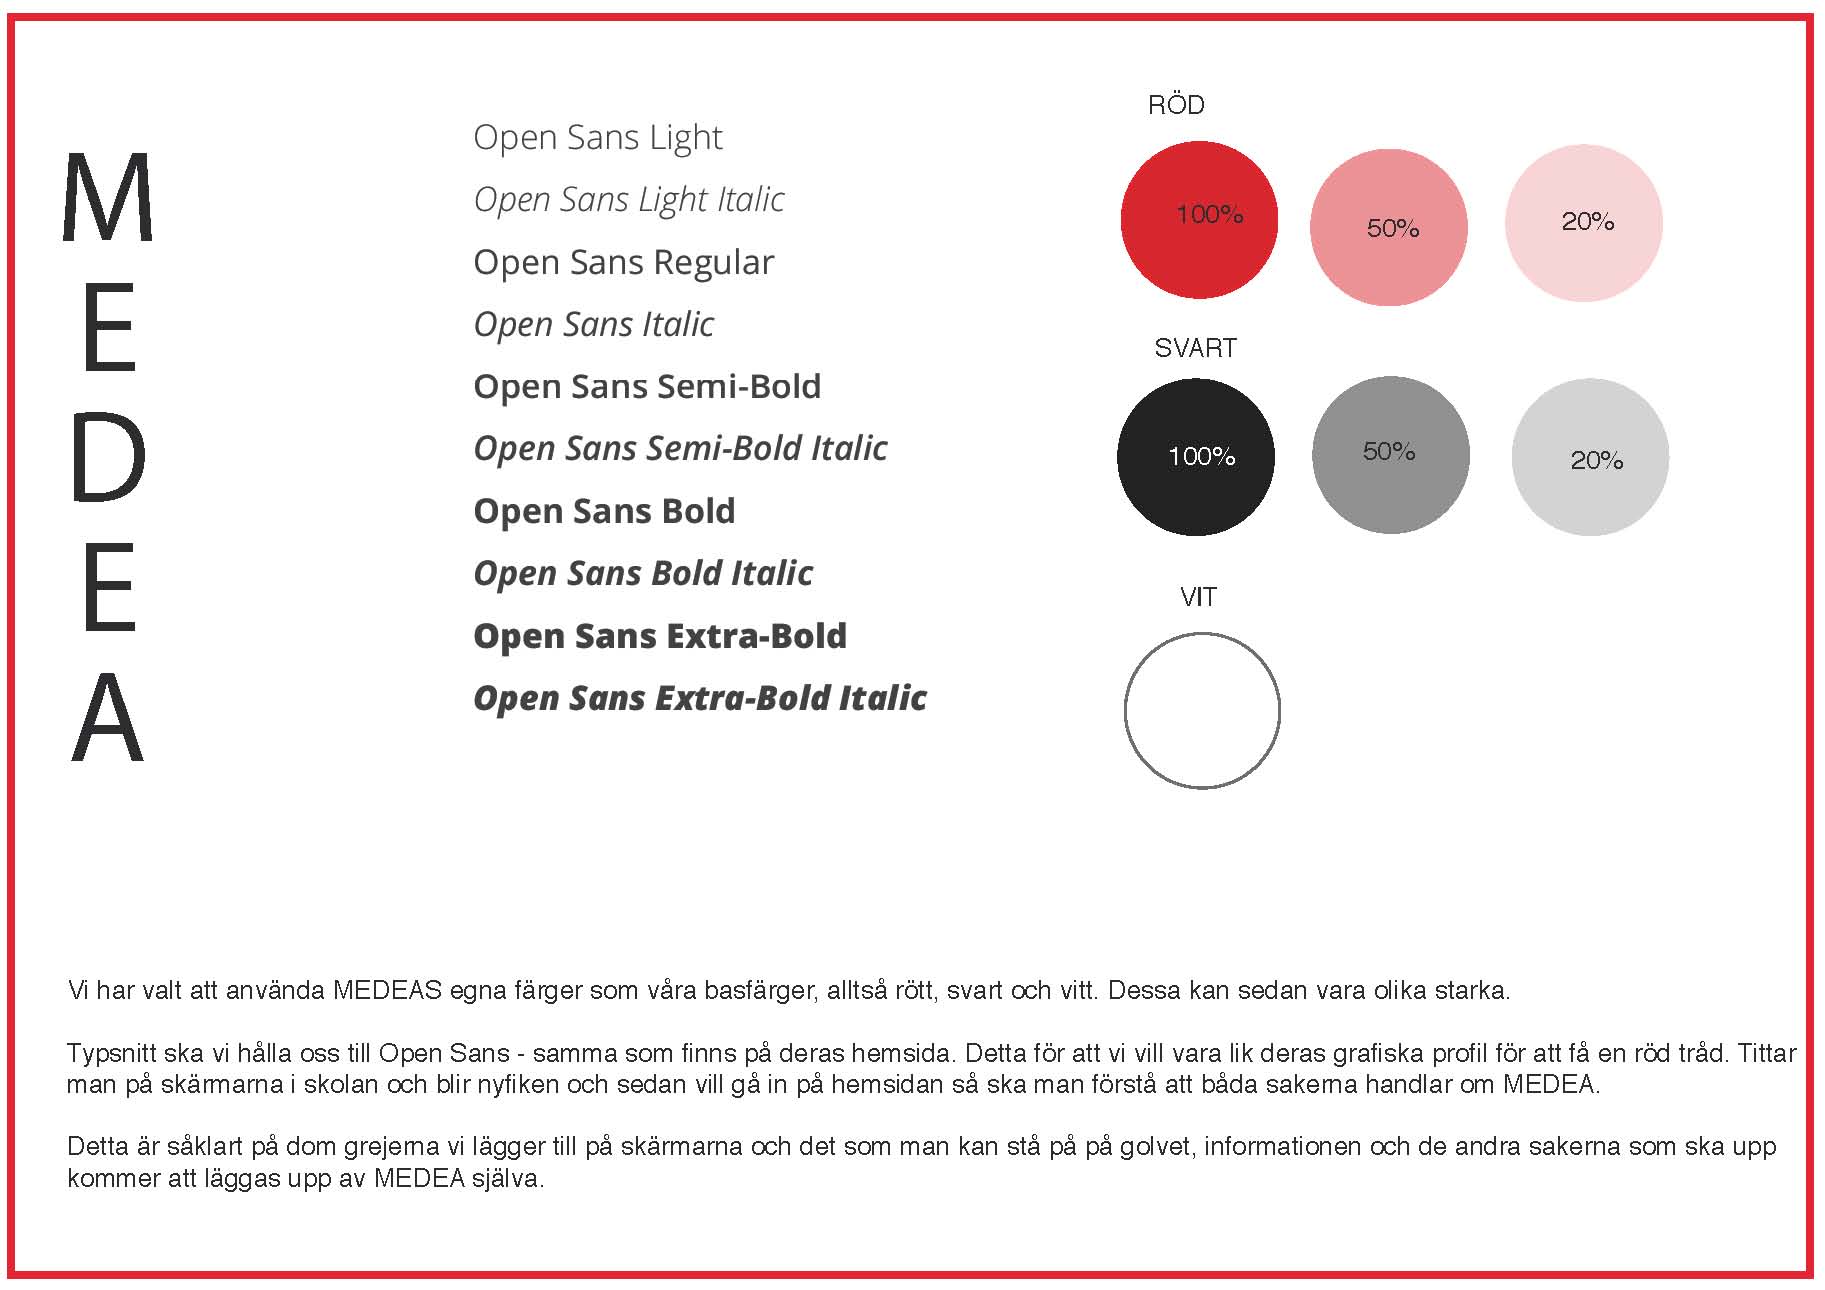 M
E
D
E
A
Open Sans Light
Open Sans Light Italic
Open Sans Regular
Open Sans Italic
Open Sans Semi-Bold
Open Sans Semi-Bold Italic
Open Sans Bold
Open Sans Bold Italic
Open Sans Extra-Bold
Open Sans Extra-Bold Italic
RÖD
100% 50% 20%
SVART
100% 50% 20%
VIT
Vi har valt att använda MEDEAS egna färger som våra basfärger, alltså rött, svart och vitt. Dessa kan sedan vara olika starka.
Typsnitt ska vi hålla oss till Open Sans - samma som finns på deras hemsida. Detta för att vi vill vara lik deras grafiska profil för att få en röd tråd. Tittar
man på skärmarna i skolan och blir nyfiken och sedan vill gå in på hemsidan så ska man förstå att båda sakerna handlar om MEDEA.
Detta är såklart på dom grejerna vi lägger till på skärmarna och det som man kan stå på på golvet, informationen och de andra sakerna som ska upp
kommer att läggas upp av MEDEA själva.